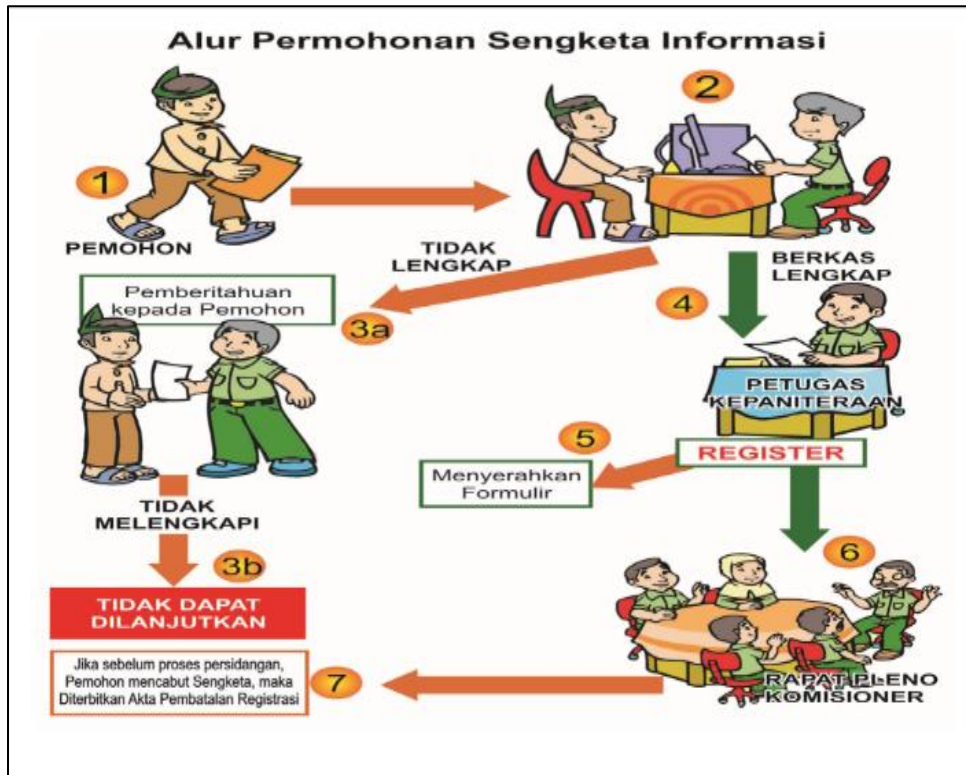 Alur Permohonan Sengketa Informasi
1
PEMOHON
2
TIDAK
LENGKAP
BERKAS
LENGKAP
Pemberitahuan
kepada Pemohon
3a
4
PETUGAS
KEPANITERAAN
REGISTER
5
Menyerahkan
Formulir
TIDAK
MELENGKAPI
3b
6
TIDAK DAPAT
DILANJUTKAN
Jika sebelum proses persidangan,
Pemohon mencabut Sengketa, maka
Diterbitkan Akta Pembatalan Registrasi
7
RAPAT PLENO
KOMISIONER